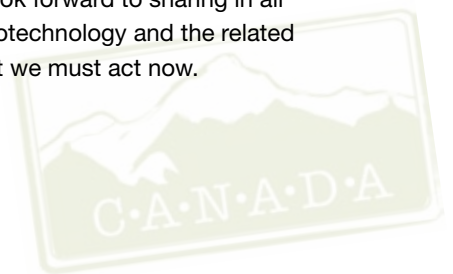 ook forward to sharing in all
otechnology and the related
t we must act now.
C·A·N·A·D·A